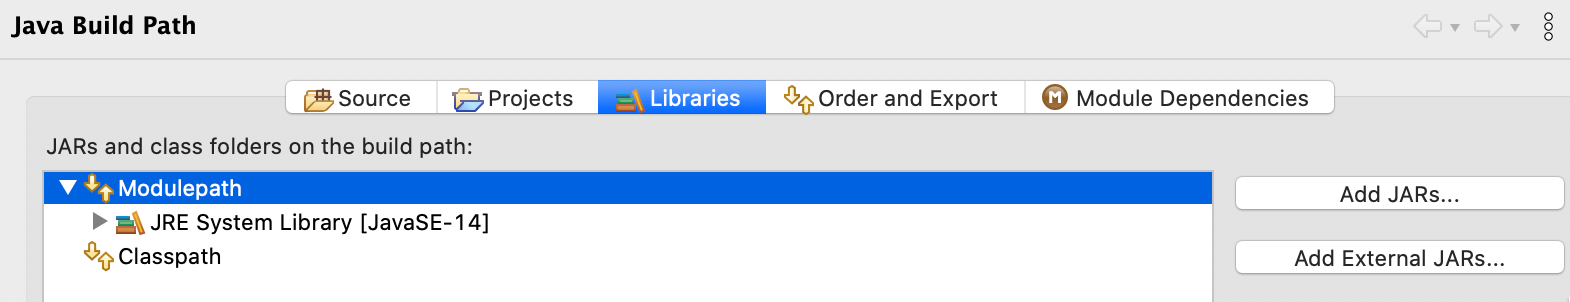 Java Build Path
Source Projects Libraries Order and Export M Module Dependencies
JARs and class folders on the build path:
Modulepath
JRE System Library [JavaSE-14]
Classpath
Add JARs...
Add External JARs...